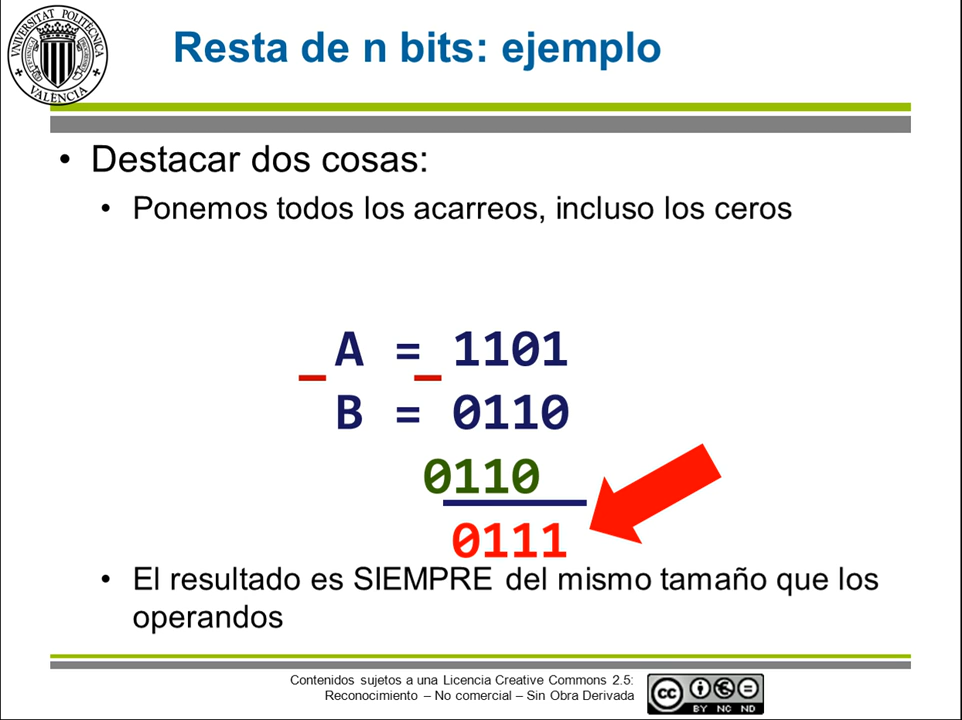 UNIVERSITAT POLITÈCNICA
VALENCIA
Resta de n bits: ejemplo
• Destacar dos cosas:
• Ponemos todos los acarreos, incluso los ceros
_ A = _ 1101
B = 0110
0110
0111
• El resultado es SIEMPRE del mismo tamaño que los
operandos
Contenidos sujetos a una Licencia Creative Commons 2.5:
Reconocimiento – No comercial – Sin Obra Derivada
cc
BY NC ND